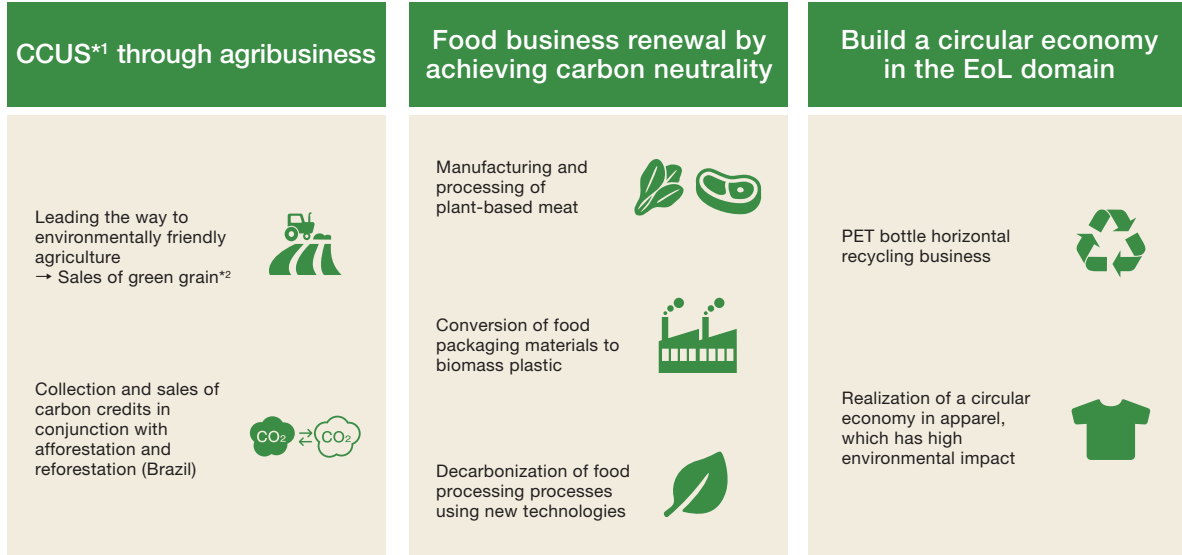 CCUS*1 through agribusiness
Leading the way to
environmentally friendly
agriculture
→ Sales of green grain*2
Collection and sales of
carbon credits in
conjunction with
afforestation and
reforestation (Brazil)
CO2
CO2
Food business renewal by
achieving carbon neutrality
Manufacturing and
processing of
plant-based meat
Conversion of food
packaging materials to
biomass plastic
Decarbonization of food
processing processes
using new technologies
Build a circular economy
in the EoL domain
PET bottle horizontal
recycling business
Realization of a circular
economy in apparel,
which has high
environmental impact